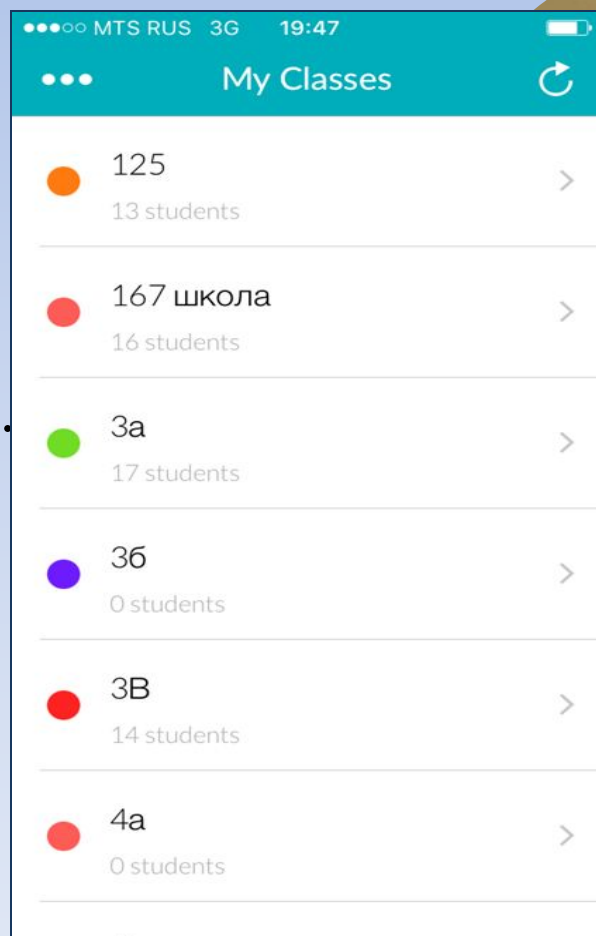 MTS RUS 3G 19:47
My Classes
125
13 students
167 школа
16 students
3а
17 students
3б
0 students
3В
14 students
4а
0 students